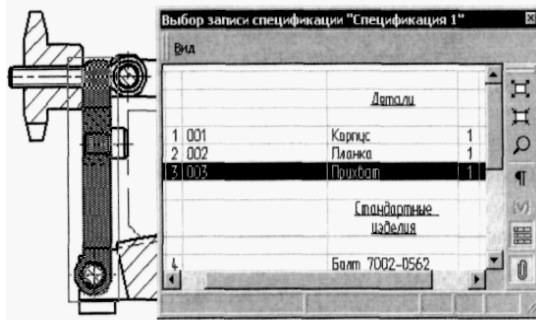 Выбор записи спецификации "Спецификация 1"
Вид
Детали
1 001 Корпус 1
2 002 Планка 1
3 003 Прихват 1
Стандартные
изделия
4 Болт 7002-0562